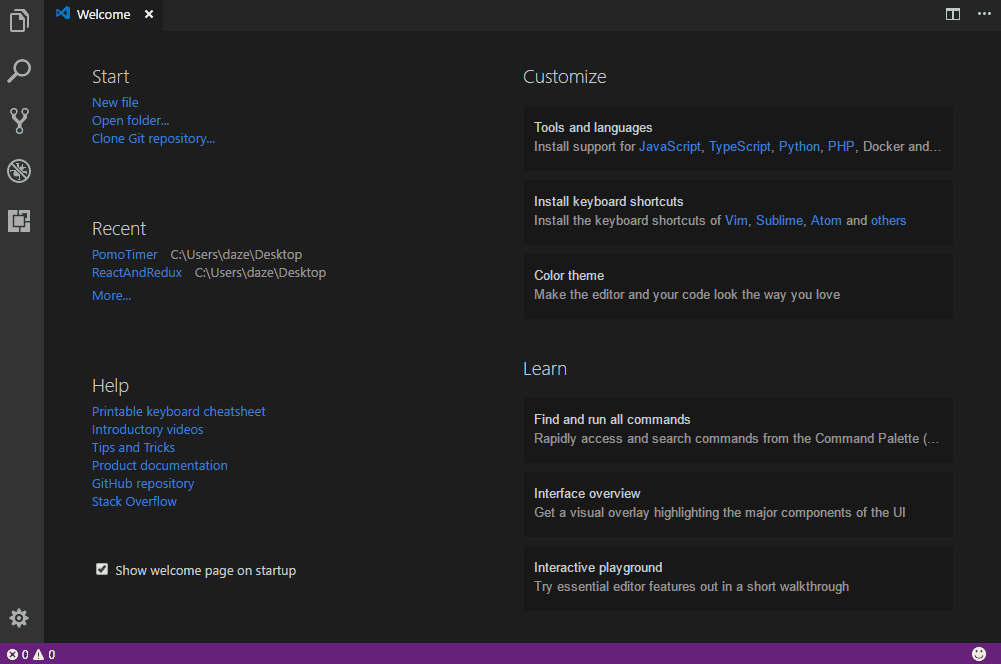 Welcome
Start
New file
Open folder...
Clone Git repository...
Recent
PomoTimer C:\Users\daze\Desktop
ReactAndRedux C:\Users\daze\Desktop
More...
Help
Printable keyboard cheatsheet
Introductory videos
Tips and Tricks
Product documentation
GitHub repository
Stack Overflow
Show welcome page on startup
Customize
Tools and languages
Install support for JavaScript, TypeScript, Python, PHP, Docker and...
Install keyboard shortcuts
Install the keyboard shortcuts of Vim, Sublime, Atom and others
Color theme
Make the editor and your code look the way you love
Learn
Find and run all commands
Rapidly access and search commands from the Command Palette (...
Interface overview
Get a visual overlay highlighting the major components of the UI
Interactive playground
Try essential editor features out in a short walkthrough
0 0